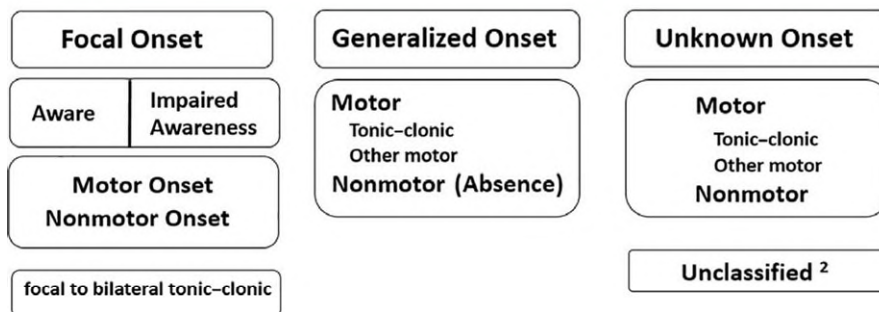 Focal Onset
Aware
Impaired
Awareness
Motor Onset
Nonmotor Onset
focal to bilateral tonic–clonic
Generalized Onset
Motor
Tonic–clonic
Other motor
Nonmotor (Absence)
Unknown Onset
Motor
Tonic–clonic
Other motor
Nonmotor
Unclassified ²